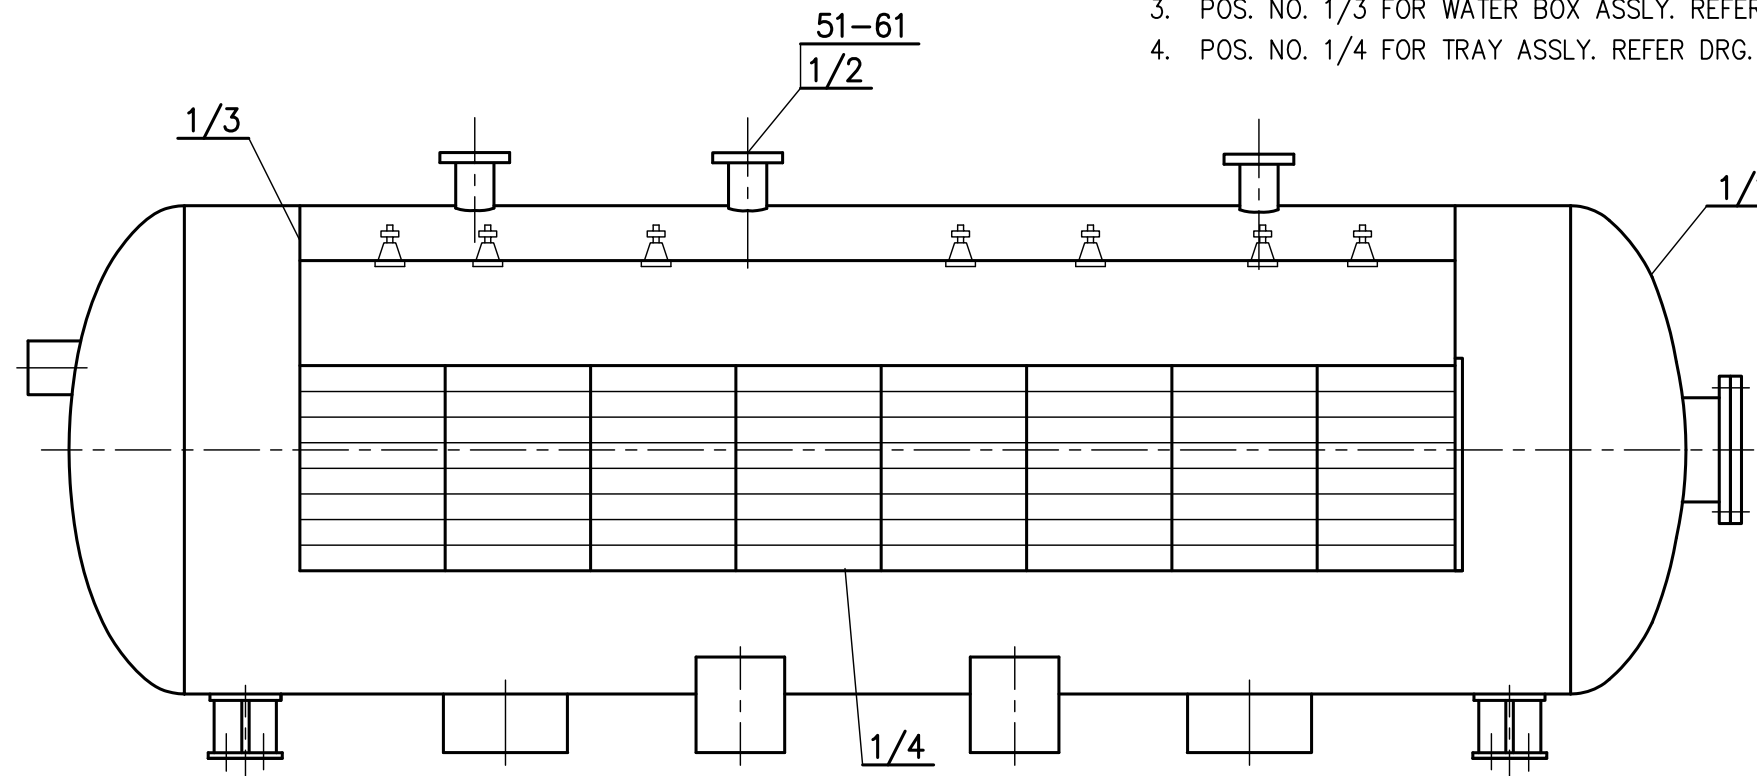 3. POS. NO. 1/3 FOR WATER BOX ASSLY. REFER
4. POS. NO. 1/4 FOR TRAY ASSLY. REFER DRG.
51-61
1/2
1/3
1/4